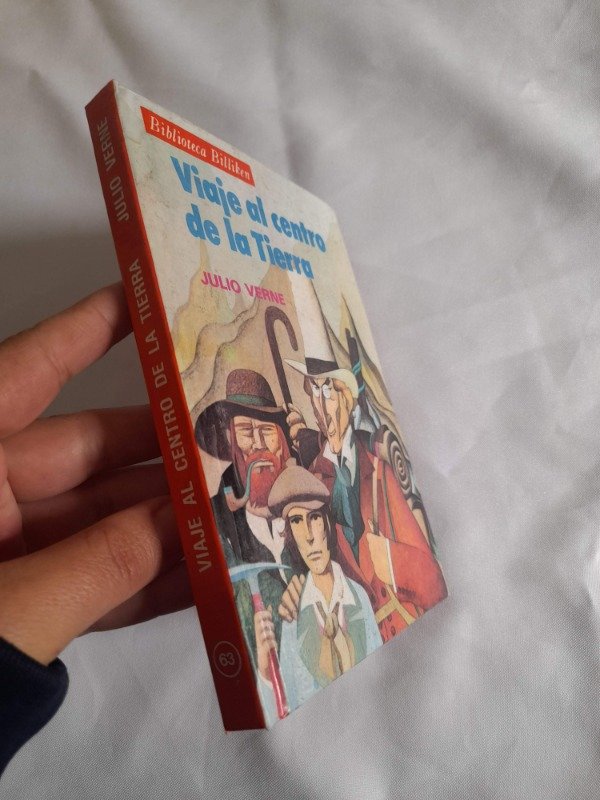 Biblioteca Billiken
Viaje al centro
de la Tierra
JULIO VERNE
VIAJE AL CENTRO DE LA TIERRA JULIO VERNE
63